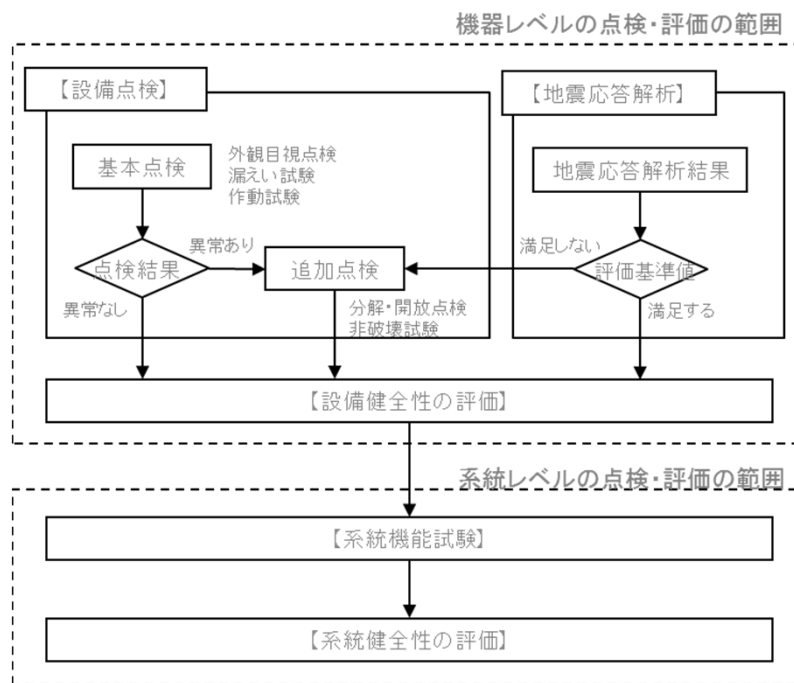 機器レベルの点検・評価の範囲
【設備点検】
【地震応答解析】
基本点検
外観目視点検
漏えい試験
作動試験
地震応答解析結果
異常あり
満足しない
点検結果
追加点検
評価基準値
異常なし
分解・開放点検
非破壊試験
満足する
【設備健全性の評価】
系統レベルの点検・評価の範囲
【系統機能試験】
【系統健全性の評価】